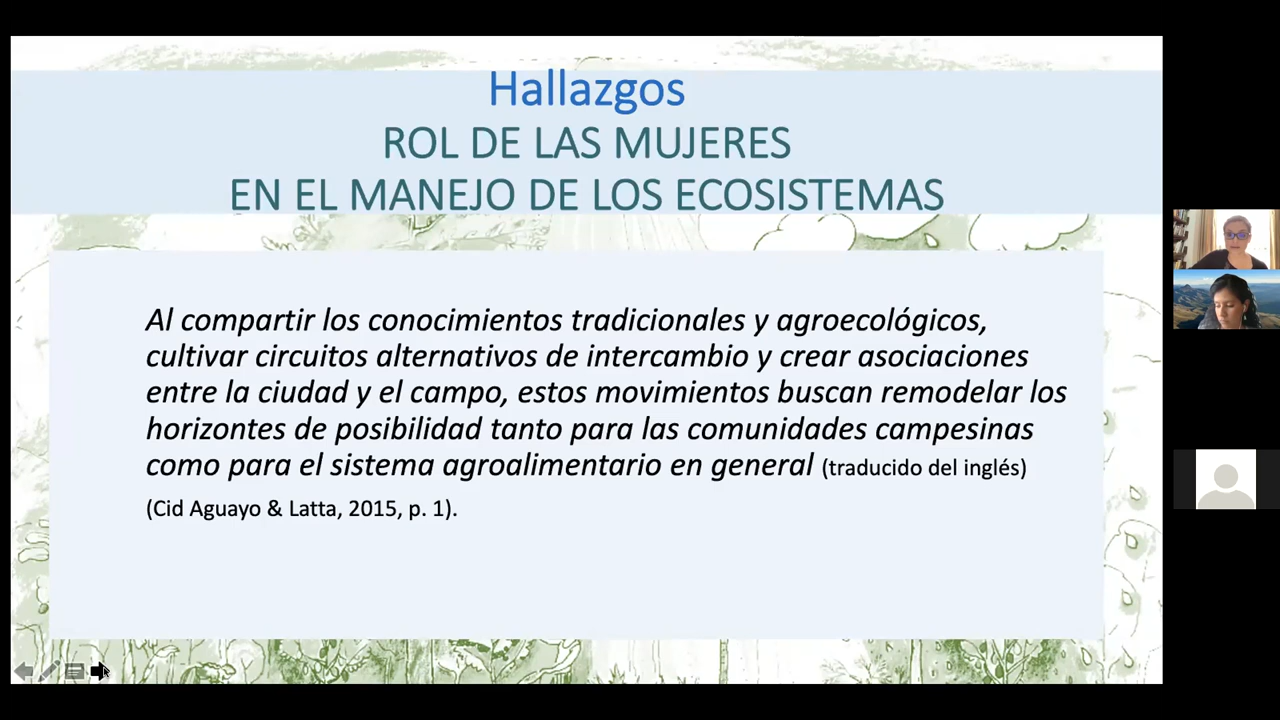 Hallazgos
ROL DE LAS MUJERES
EN EL MANEJO DE LOS ECOSISTEMAS
Al compartir los conocimientos tradicionales y agroecológicos,
cultivar circuitos alternativos de intercambio y crear asociaciones
entre la ciudad y el campo, estos movimientos buscan remodelar los
horizontes de posibilidad tanto para las comunidades campesinas
como para el sistema agroalimentario en general (traducido del inglés)
(Cid Aguayo & Latta, 2015, p. 1).